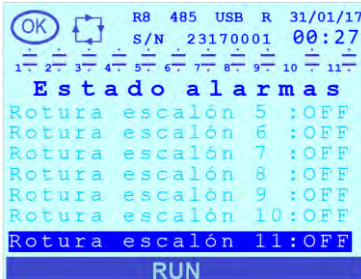 OK R8 485 USB R 31/01/17
S/N 23170001 00:27
1 2 3 4 5 6 7 8 9 10 11
Estado alarmas
Rotura escalón 5 :OFF
Rotura escalón 6 :OFF
Rotura escalón 7 :OFF
Rotura escalón 8 :OFF
Rotura escalón 9 :OFF
Rotura escalón 10:OFF
Rotura escalón 11:OFF
RUN